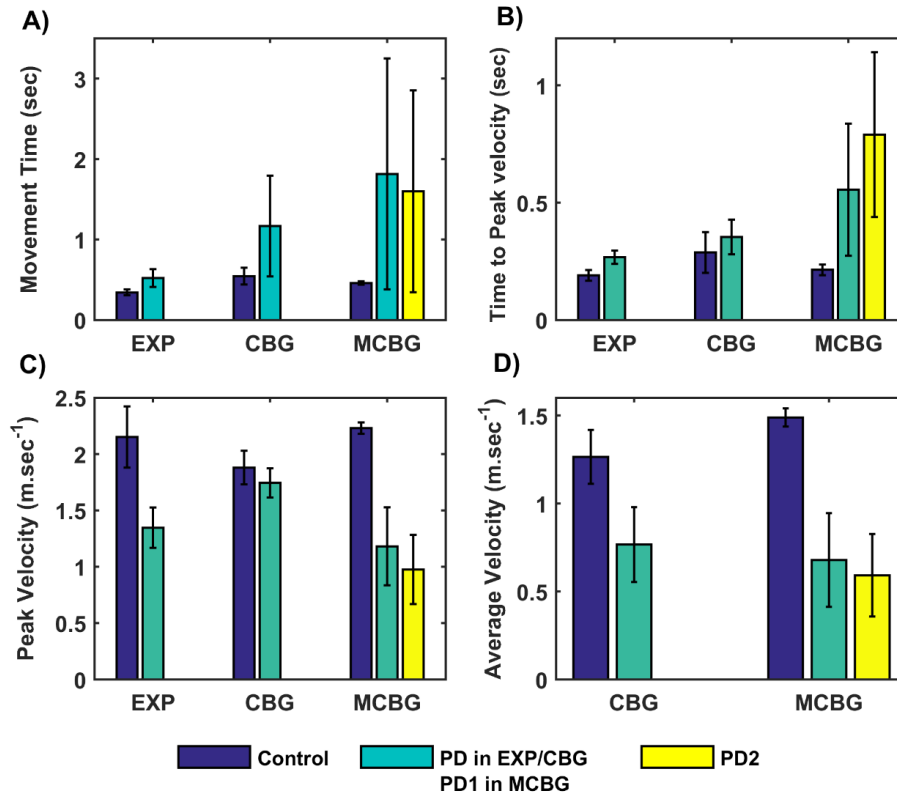 A)
Movement Time (sec)
3
2
1
0
EXP CBG MCBG
B)
Time to Peak velocity (sec)
1
0.5
0
EXP CBG MCBG
C)
Peak Velocity (m.sec⁻¹)
2.5
2
1.5
1
0.5
0
EXP CBG MCBG
D)
Average Velocity (m.sec⁻¹)
1.5
1
0.5
0
CBG MCBG
Control PD in EXP/CBG PD2
PD1 in MCBG